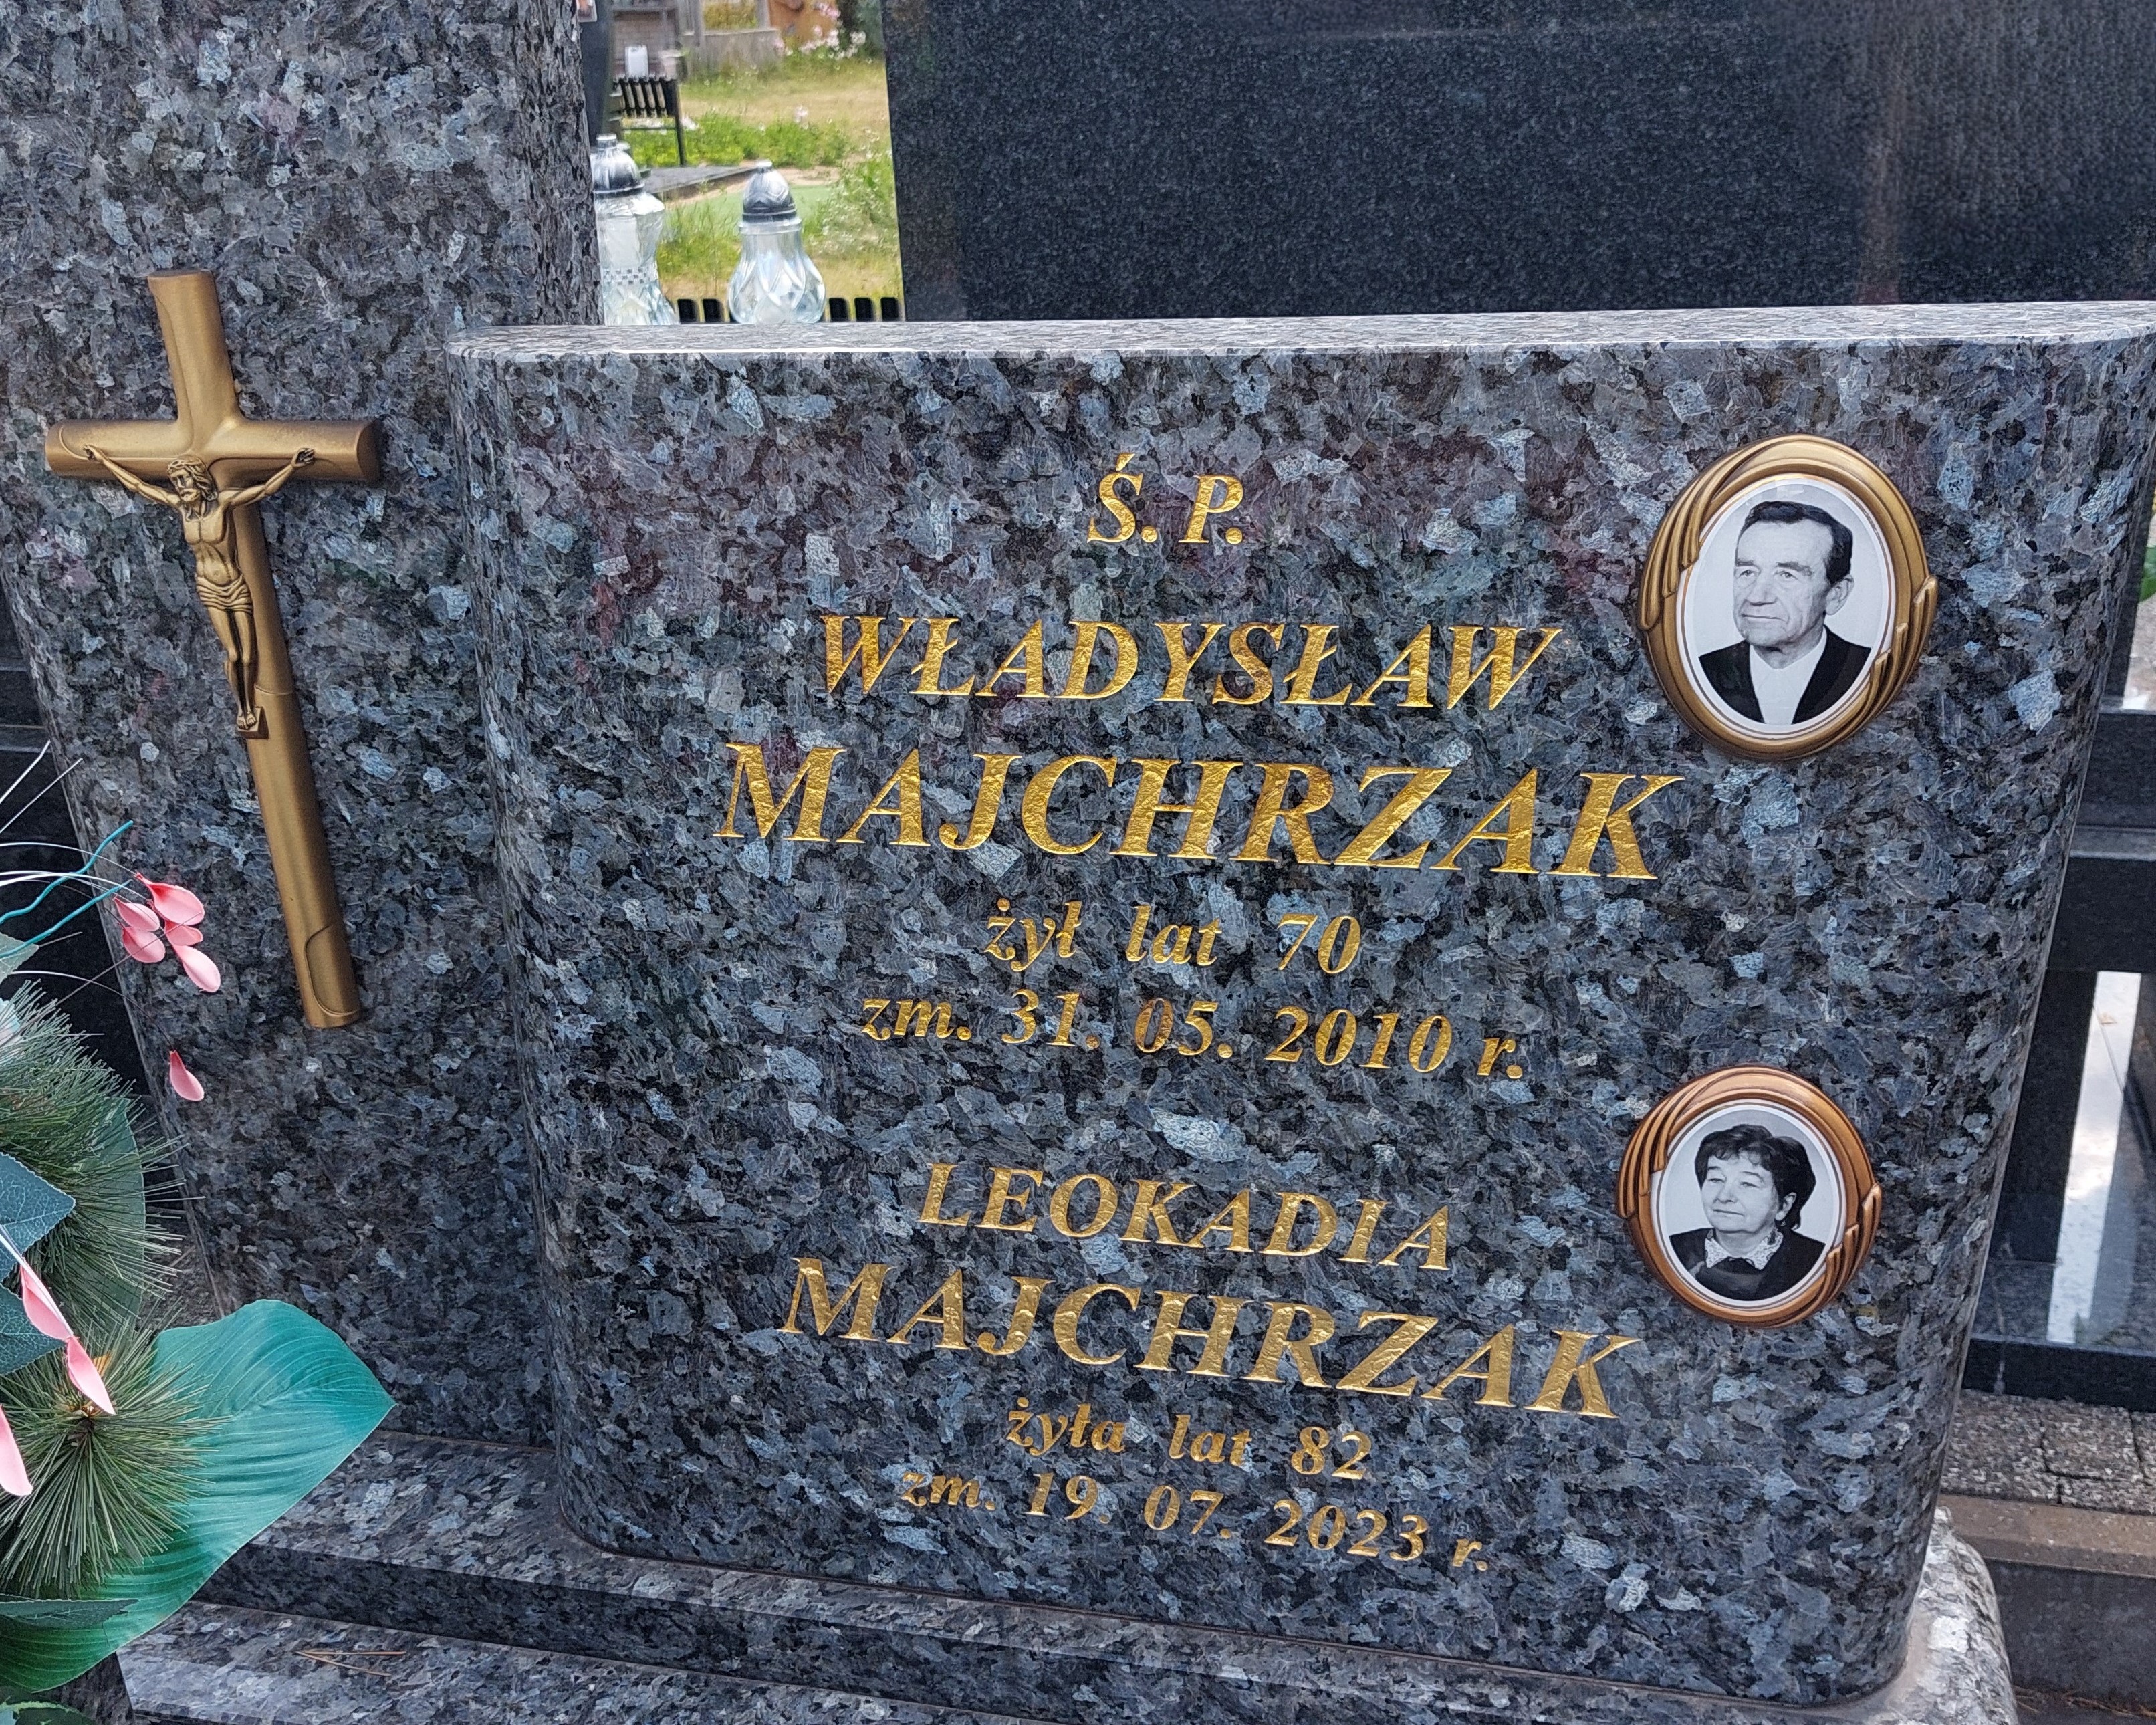 Ś. P.
WŁADYSŁAW
MAJCHRZAK
żył lat 70
zm. 31. 05. 2010 r.
LEOKADIA
MAJCHRZAK
żyła lat 82
zm. 19. 07. 2023 r.